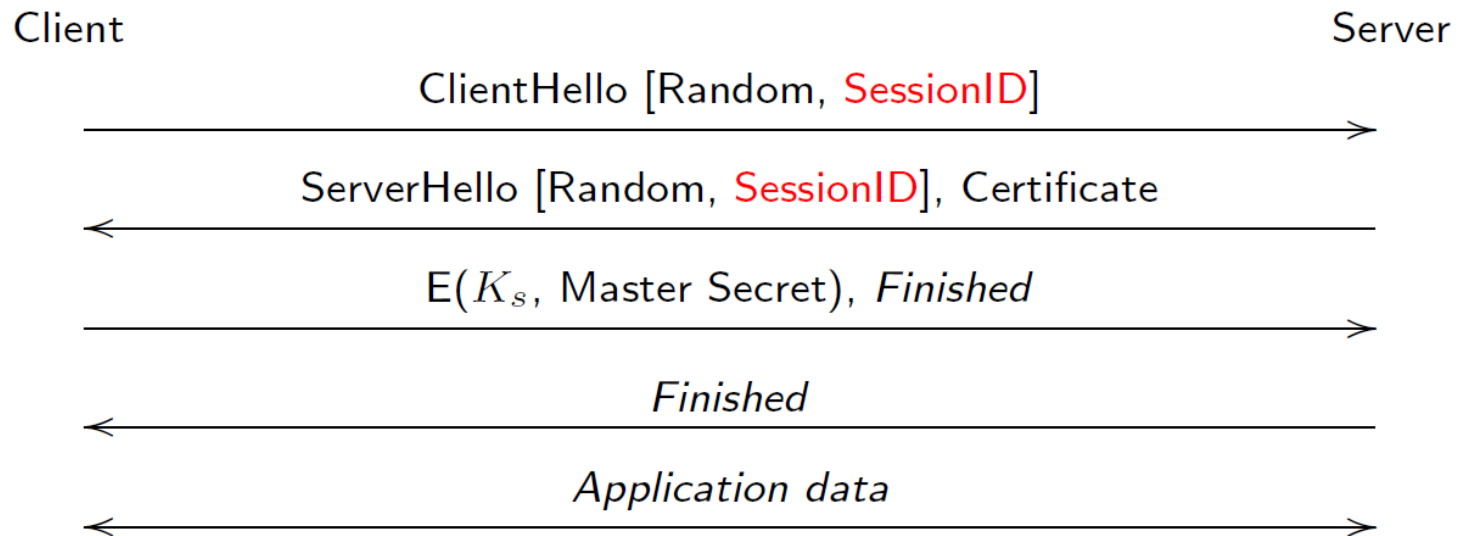 Client Server
ClientHello [Random, SessionID]
ServerHello [Random, SessionID], Certificate
E(Kₛ, Master Secret), Finished
Finished
Application data